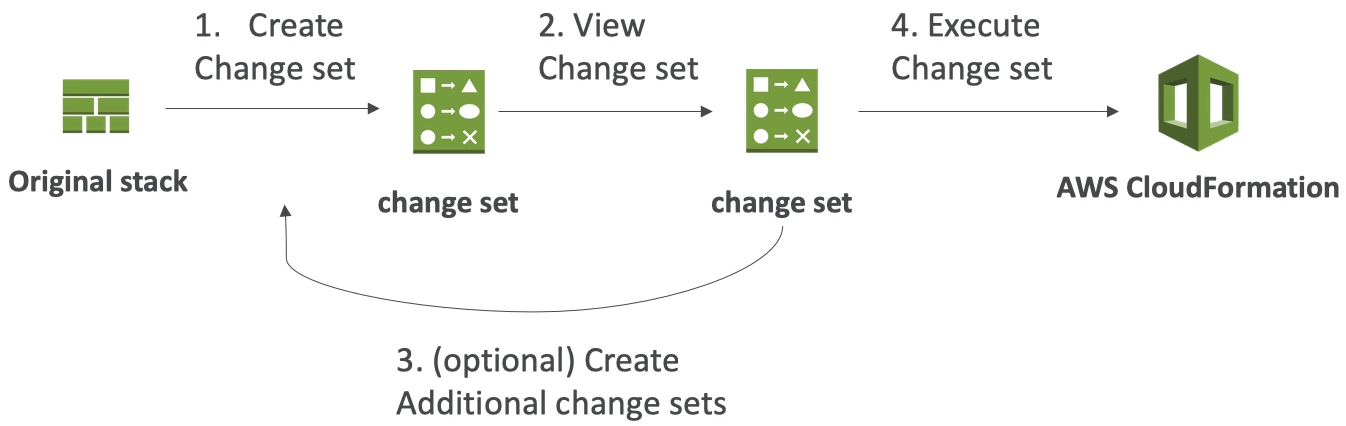 1. Create
Change set
2. View
Change set
4. Execute
Change set
Original stack
change set
change set
AWS CloudFormation
3. (optional) Create
Additional change sets